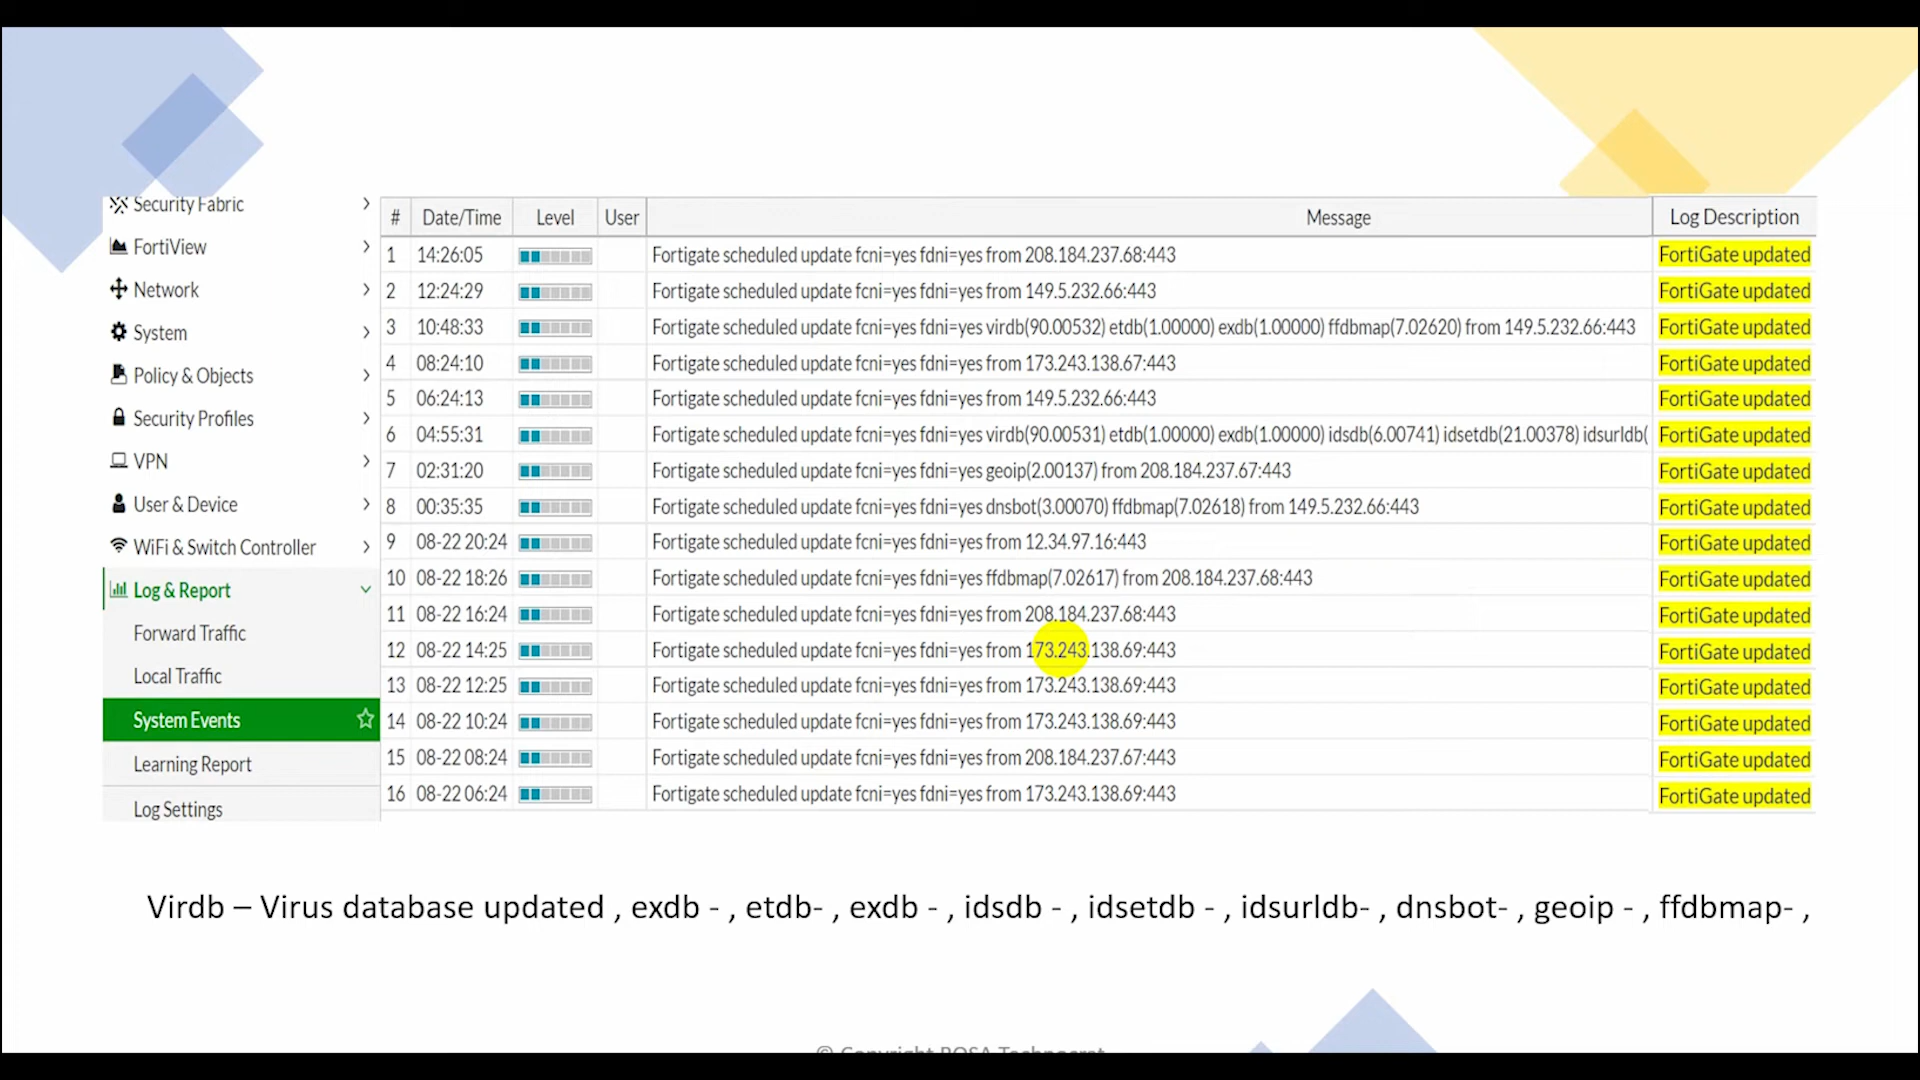 Security Fabric
FortiView
Network
System
Policy & Objects
Security Profiles
VPN
User & Device
WiFi & Switch Controller
Log & Report
Forward Traffic
Local Traffic
System Events
Learning Report
Log Settings
# Date/Time Level User Message Log Description
1 14:26:05 Fortigate scheduled update fcni=yes fdni=yes from 208.184.237.68:443 FortiGate updated
2 12:24:29 Fortigate scheduled update fcni=yes fdni=yes from 149.5.232.66:443 FortiGate updated
3 10:48:33 Fortigate scheduled update fcni=yes fdni=yes virdb(90.00532) etdb(1.00000) exdb(1.00000) ffdbmap(7.02620) from 149.5.232.66:443 FortiGate updated
4 08:24:10 Fortigate scheduled update fcni=yes fdni=yes from 173.243.138.67:443 FortiGate updated
5 06:24:13 Fortigate scheduled update fcni=yes fdni=yes from 149.5.232.66:443 FortiGate updated
6 04:55:31 Fortigate scheduled update fcni=yes fdni=yes virdb(90.00531) etdb(1.00000) exdb(1.00000) idsdb(6.00741) idsetdb(21.00378) idsurldb( FortiGate updated
7 02:31:20 Fortigate scheduled update fcni=yes fdni=yes geoip(2.00137) from 208.184.237.67:443 FortiGate updated
8 00:35:35 Fortigate scheduled update fcni=yes fdni=yes dnsbot(3.00070) ffdbmap(7.02618) from 149.5.232.66:443 FortiGate updated
9 08-22 20:24 Fortigate scheduled update fcni=yes fdni=yes from 12.34.97.16:443 FortiGate updated
10 08-22 18:26 Fortigate scheduled update fcni=yes fdni=yes ffdbmap(7.02617) from 208.184.237.68:443 FortiGate updated
11 08-22 16:24 Fortigate scheduled update fcni=yes fdni=yes from 208.184.237.68:443 FortiGate updated
12 08-22 14:25 Fortigate scheduled update fcni=yes fdni=yes from 173.243.138.69:443 FortiGate updated
13 08-22 12:25 Fortigate scheduled update fcni=yes fdni=yes from 173.243.138.69:443 FortiGate updated
14 08-22 10:24 Fortigate scheduled update fcni=yes fdni=yes from 173.243.138.69:443 FortiGate updated
15 08-22 08:24 Fortigate scheduled update fcni=yes fdni=yes from 208.184.237.67:443 FortiGate updated
16 08-22 06:24 Fortigate scheduled update fcni=yes fdni=yes from 173.243.138.69:443 FortiGate updated
Virdb – Virus database updated , exdb - , etdb- , exdb - , idsdb - , idsetdb - , idsurldb- , dnsbot- , geoip - , ffdbmap- ,
© Copyright